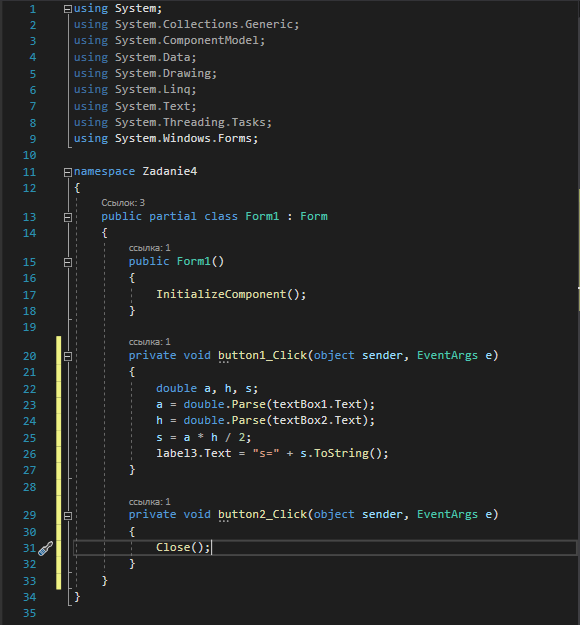 1 using System;
2 using System.Collections.Generic;
3 using System.ComponentModel;
4 using System.Data;
5 using System.Drawing;
6 using System.Linq;
7 using System.Text;
8 using System.Threading.Tasks;
9 using System.Windows.Forms;
10
11 namespace Zadanie4
12 {
Ссылок: 3
13 public partial class Form1 : Form
14 {
ссылка: 1
15 public Form1()
16 {
17 InitializeComponent();
18 }
19
ссылка: 1
20 private void button1_Click(object sender, EventArgs e)
21 {
22 double a, h, s;
23 a = double.Parse(textBox1.Text);
24 h = double.Parse(textBox2.Text);
25 s = a * h / 2;
26 label3.Text = "s=" + s.ToString();
27 }
28
ссылка: 1
29 private void button2_Click(object sender, EventArgs e)
30 {
31 Close();
32 }
33 }
34 }
35